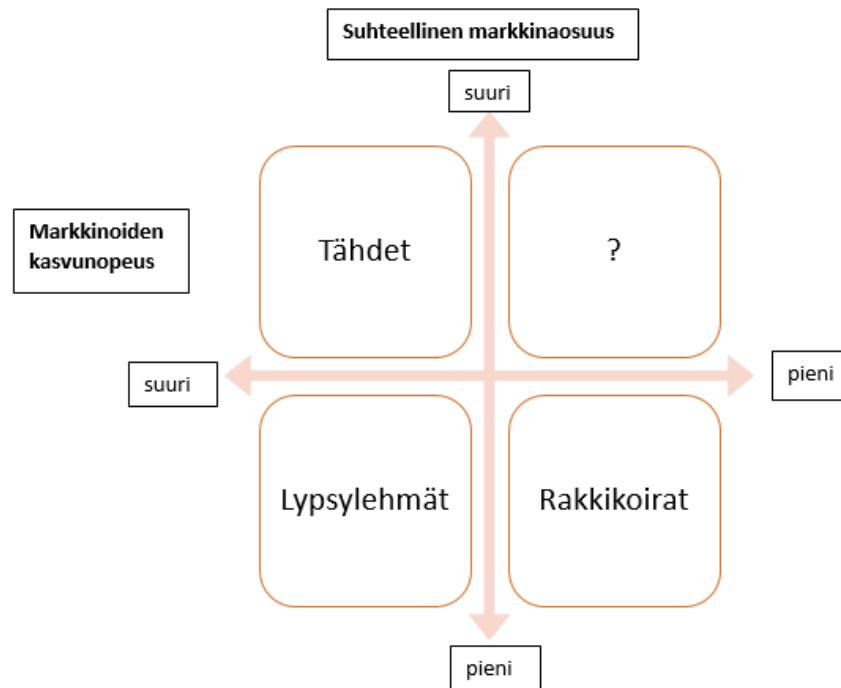 Suhteellinen markkinaosuus
suuri
Markkinoiden
kasvunopeus
Tähdet
?
suuri
pieni
Lypsylehmät
Rakkikoirat
pieni